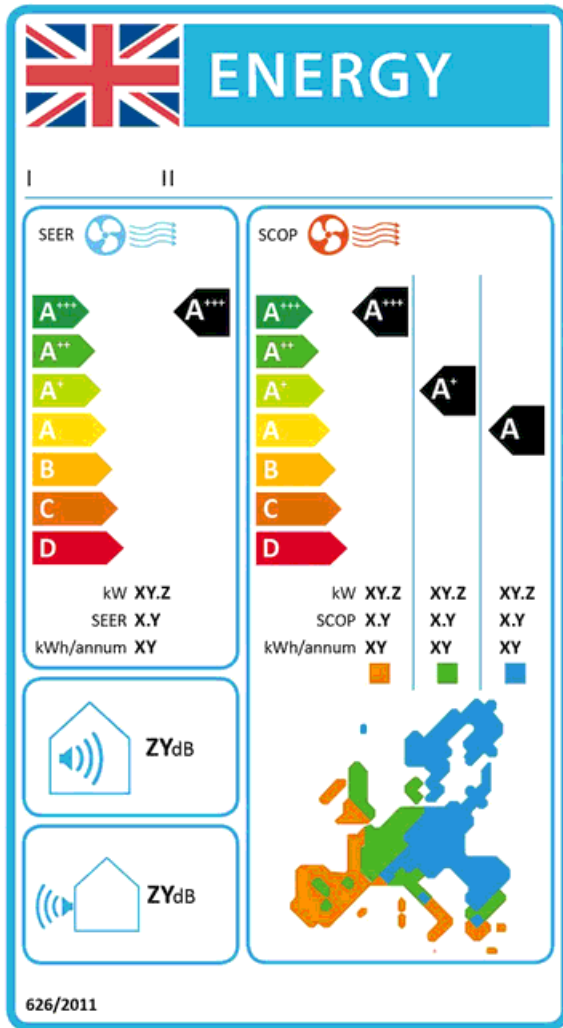 ENERGY
I II
SEER
A+++
A++
A+
A
B
C
D
A+++
kW XY.Z
SEER X.Y
kWh/annum XY
SCOP
A+++
A++
A+
A
B
C
D
A+++
A+
A
kW XY.Z XY.Z XY.Z
SCOP X.Y X.Y X.Y
kWh/annum XY XY XY
ZYdB
ZYdB
626/2011